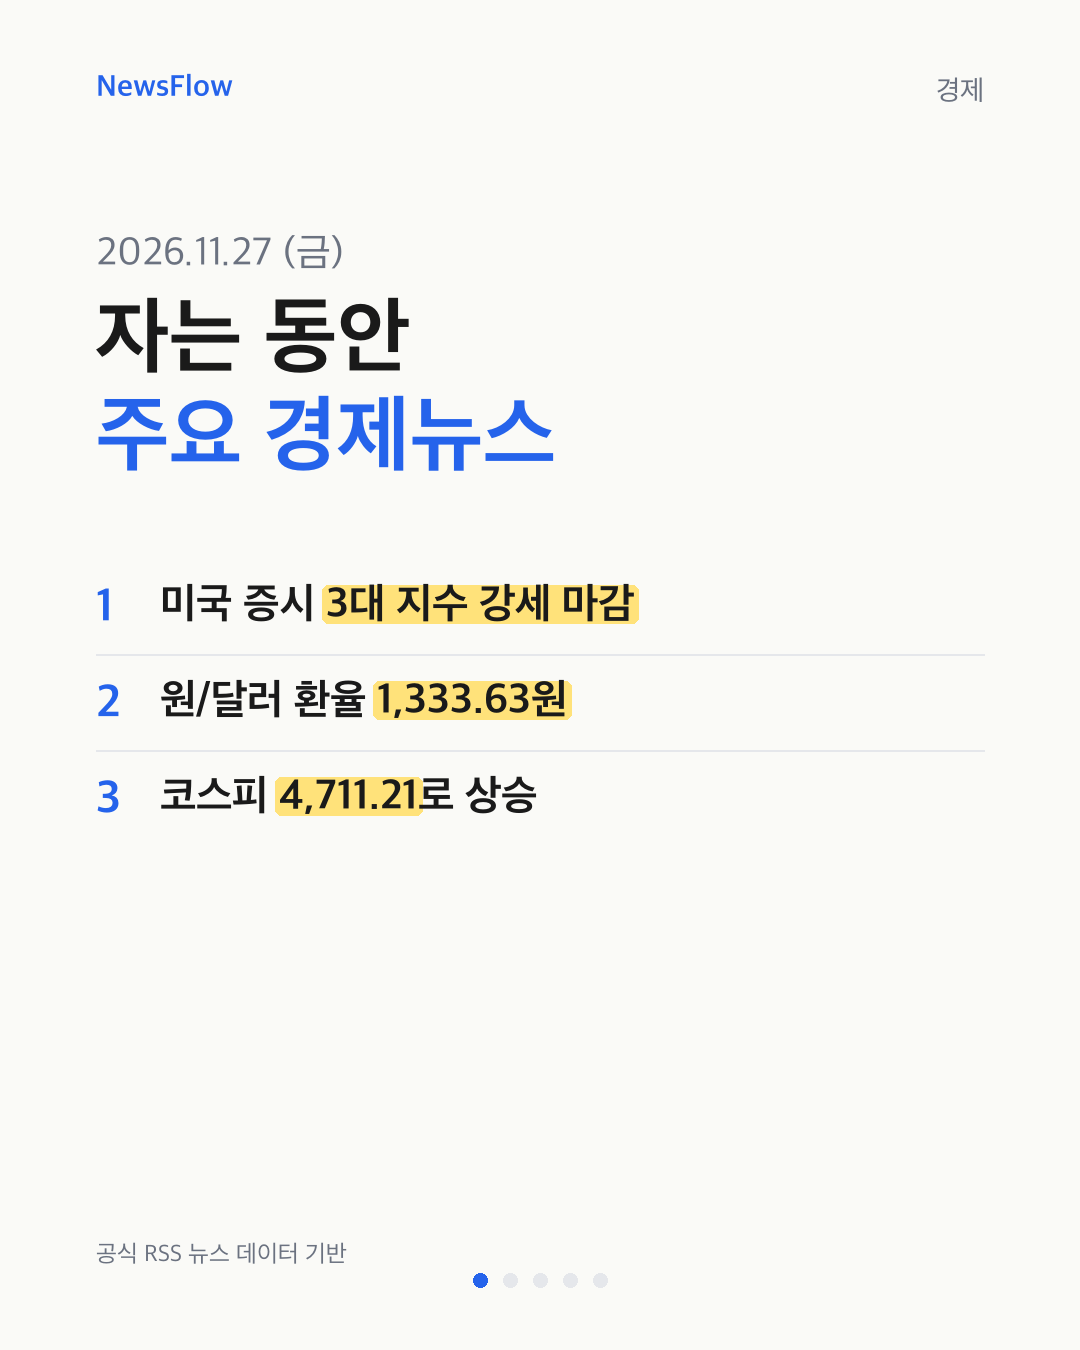 NewsFlow
경제
2026.11.27 (금)
자는 동안
주요 경제뉴스
1 미국 증시 3대 지수 강세 마감
2 원/달러 환율 1,333.63원
3 코스피 4,711.21로 상승
공식 RSS 뉴스 데이터 기반